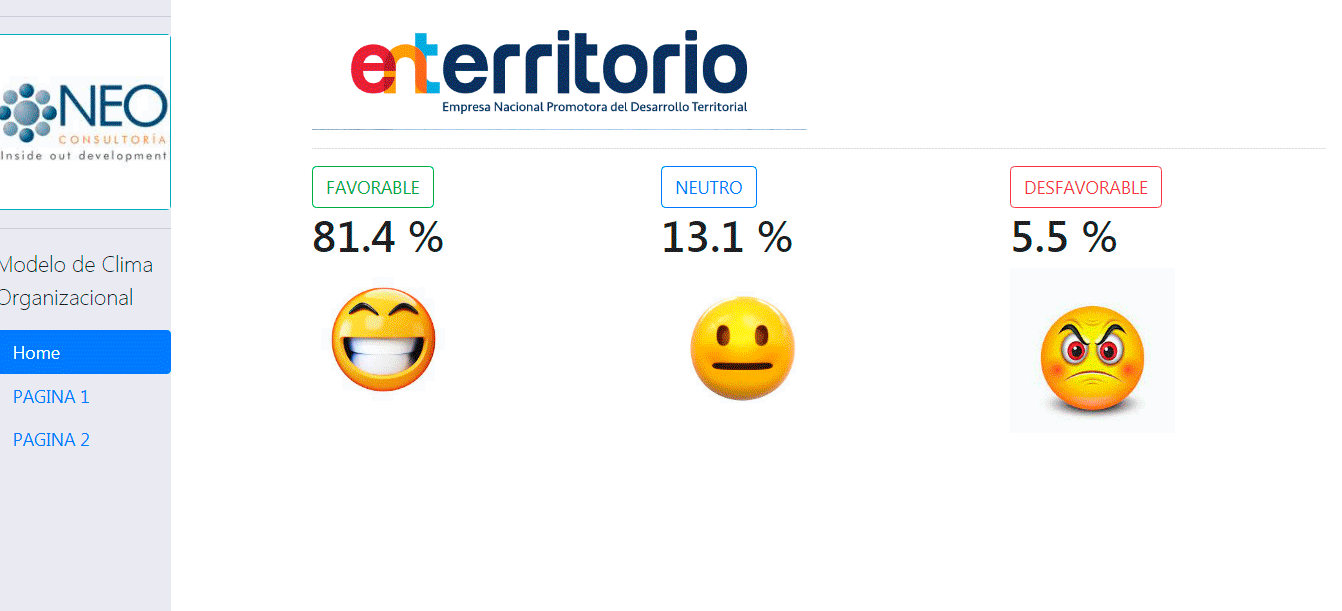 NEO
CONSULTORÍA
Inside out development
Modelo de Clima
Organizacional
Home
PAGINA 1
PAGINA 2
enterritorio
Empresa Nacional Promotora del Desarrollo Territorial
FAVORABLE
81.4 %
NEUTRO
13.1 %
DESFAVORABLE
5.5 %